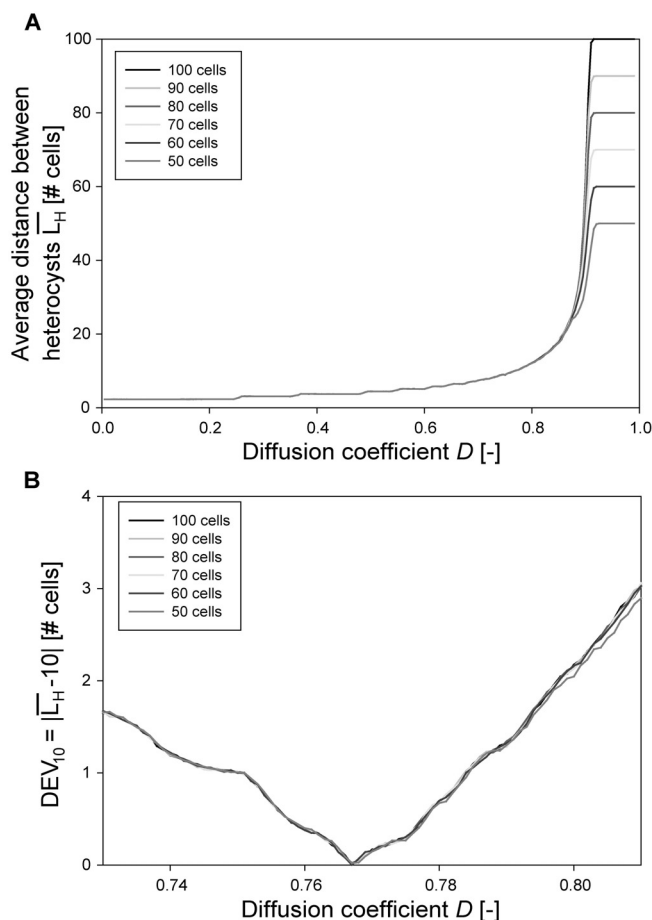 A
Average distance between
heterocysts L̅H [# cells]
100
80
60
40
20
0
100 cells
90 cells
80 cells
70 cells
60 cells
50 cells
0.0 0.2 0.4 0.6 0.8 1.0
Diffusion coefficient D [-]
B
DEV10 = |L̅H-10| [# cells]
4
3
2
1
0
100 cells
90 cells
80 cells
70 cells
60 cells
50 cells
0.74 0.76 0.78 0.80
Diffusion coefficient D [-]